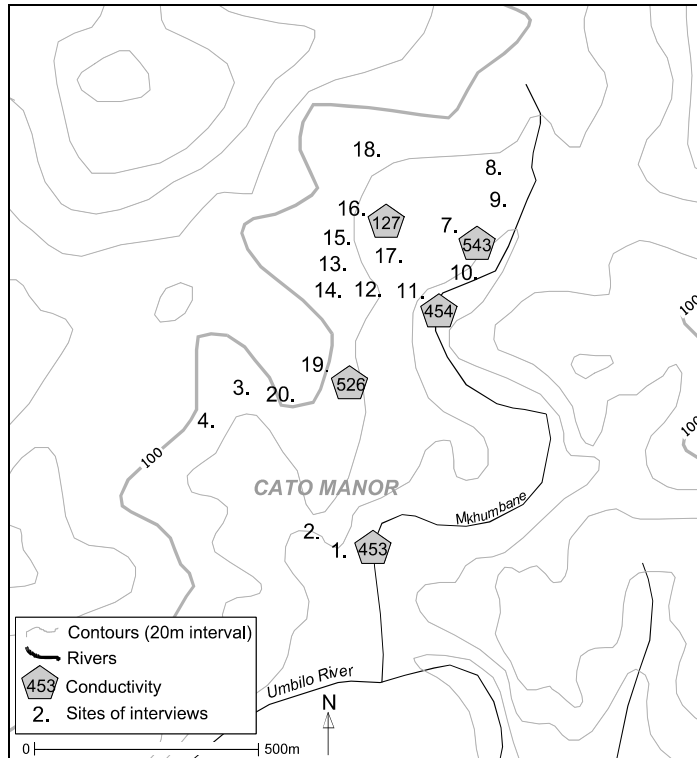 18.
8.
9.
16.
127
7.
15.
543
17.
13.
10.
14.
12.
11.
454
100
19.
526
3.
20.
4.
100
100
CATO MANOR
Mkhumbane
2.
1.
453
Contours (20m interval)
Rivers
453 Conductivity
2. Sites of interviews
Umbilo River
N
0 500m